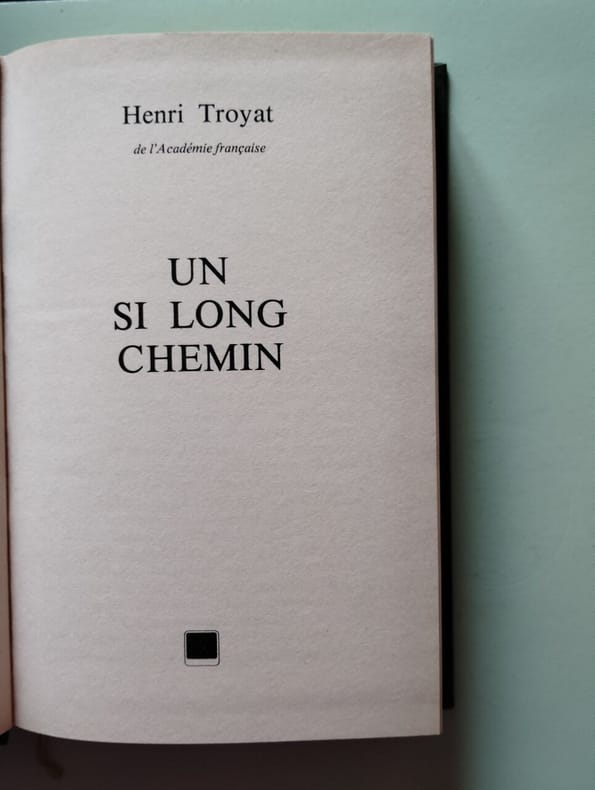 Henri Troyat
de l'Académie française
UN
SI LONG
CHEMIN